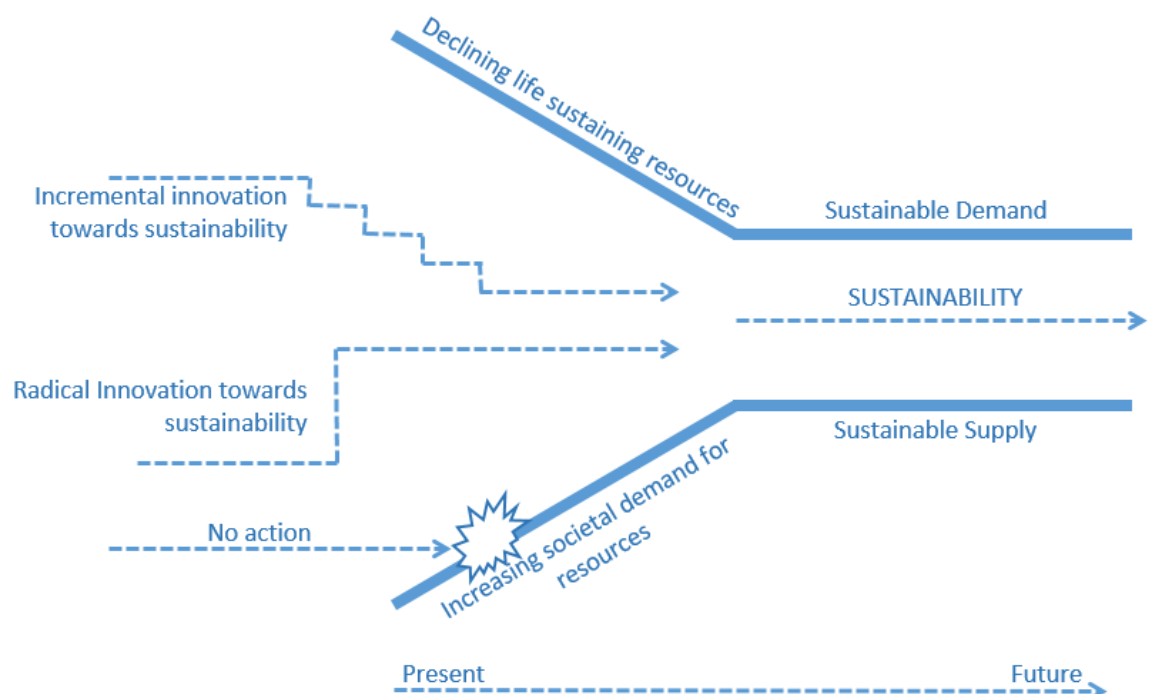 Declining life sustaining resources
Incremental innovation
towards sustainability
Sustainable Demand
SUSTAINABILITY
Radical Innovation towards
sustainability
Sustainable Supply
No action
Increasing societal demand for
resources
Present
Future